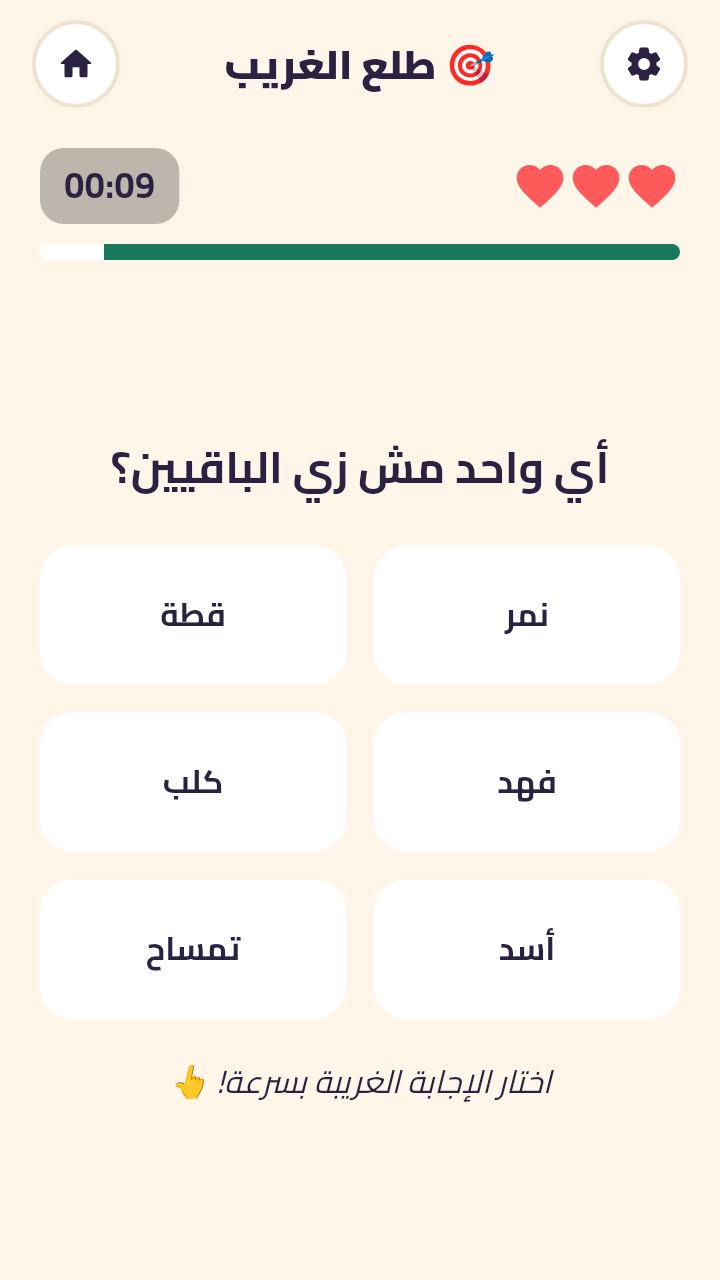 🎯 طلع الغريب
00:09
أي واحد مش زي الباقيين؟
نمر
قطة
فهد
كلب
أسد
تمساح
اختار الإجابة الغريبة بسرعة! 👆